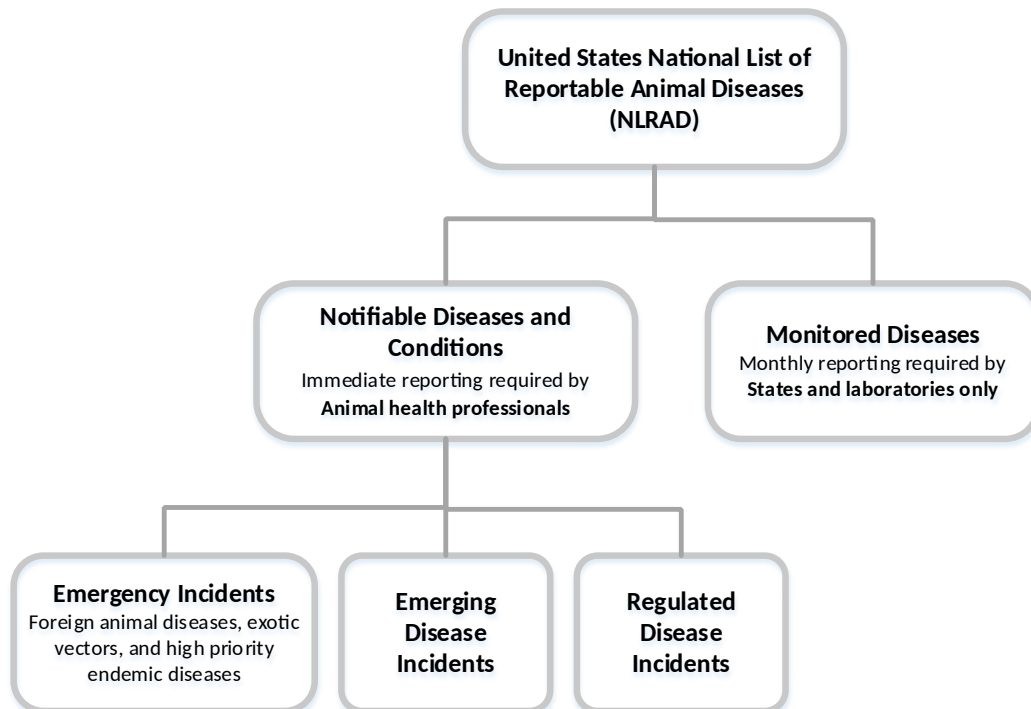 United States National List of
Reportable Animal Diseases
(NLRAD)
Notifiable Diseases and
Conditions
Immediate reporting required by
Animal health professionals
Monitored Diseases
Monthly reporting required by
States and laboratories only
Emergency Incidents
Foreign animal diseases, exotic
vectors, and high priority
endemic diseases
Emerging
Disease
Incidents
Regulated
Disease
Incidents